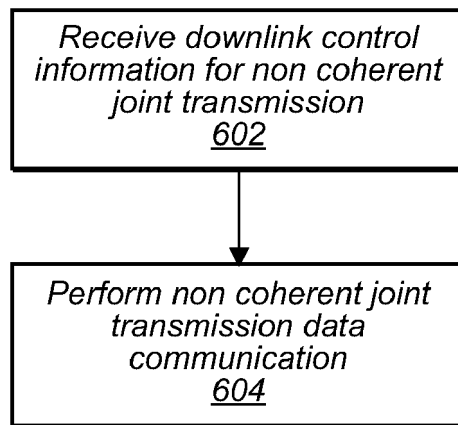 Receive downlink control
information for non coherent
joint transmission
602
Perform non coherent joint
transmission data
communication
604